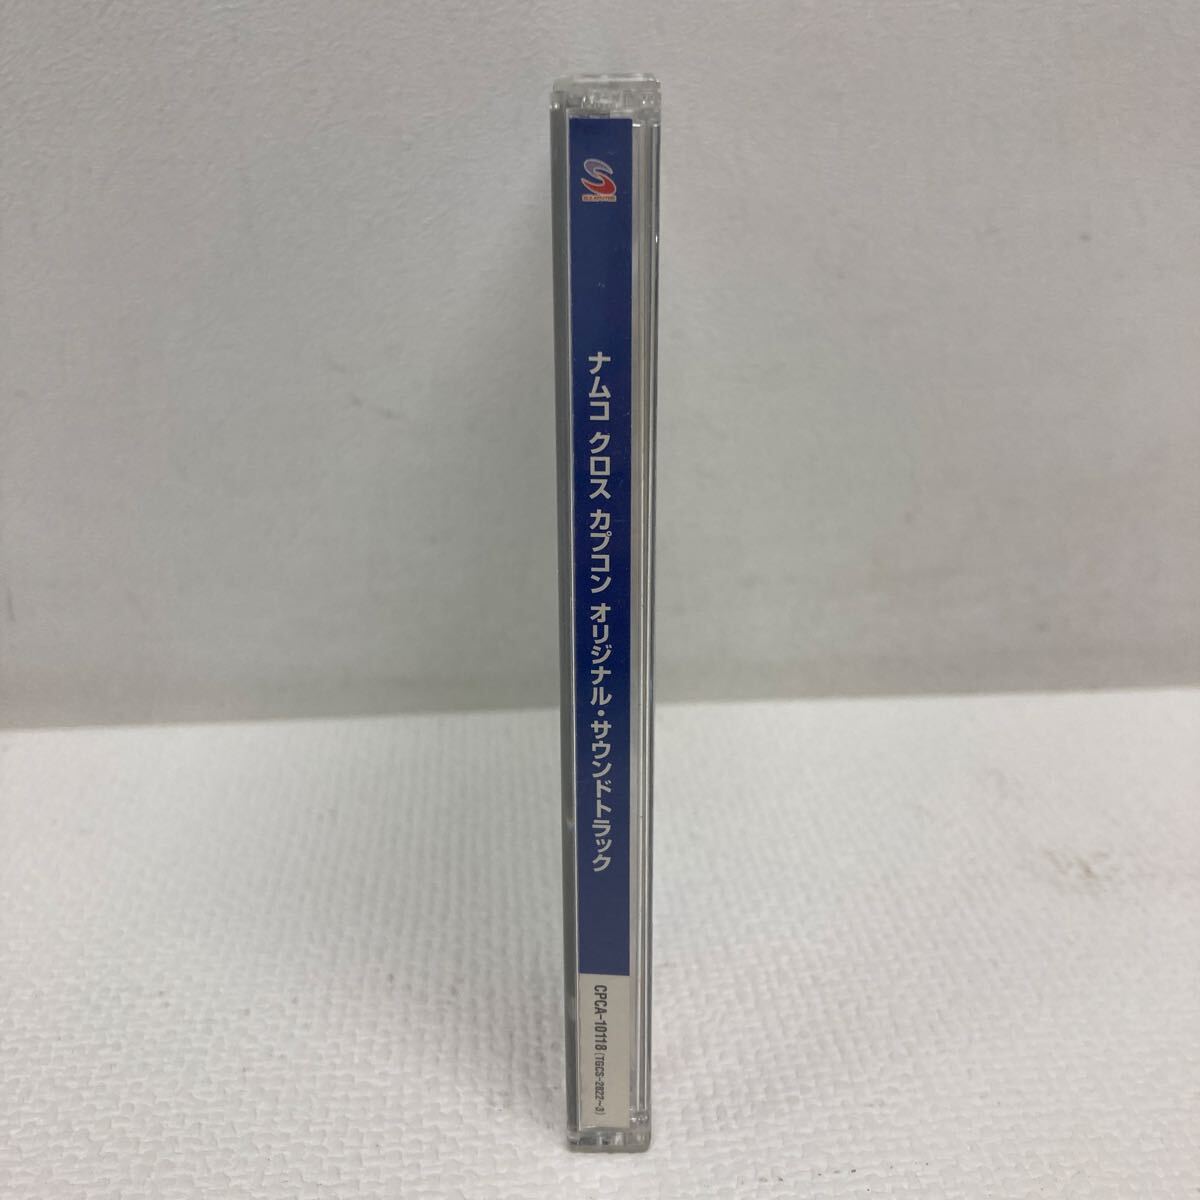 ナムコ クロス カプコン オリジナル・サウンドトラック
CPCA-10118 (TGCS-2822~3)